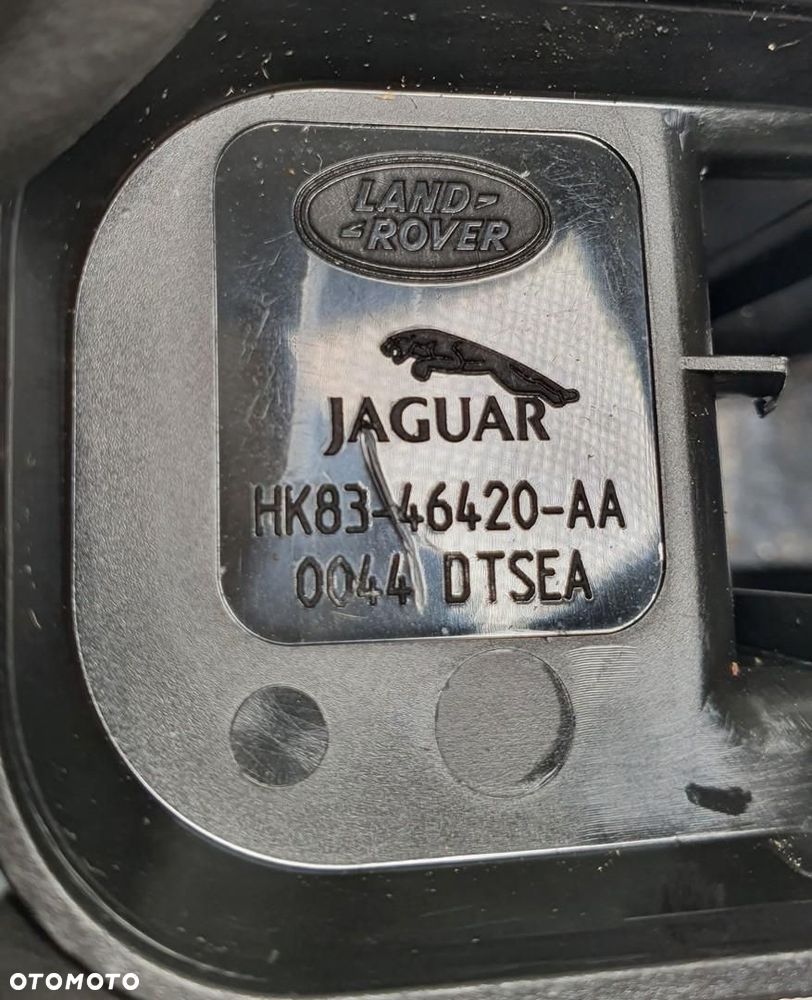 LAND
ROVER
JAGUAR
HK83-46420-AA
0044 DTSEA
OTOMOTO